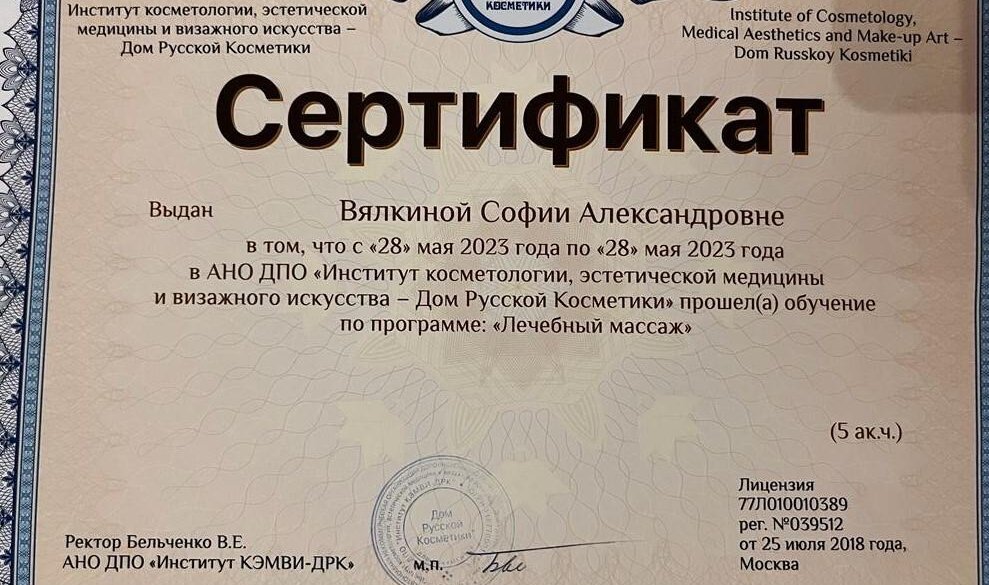 Институт косметологии, эстетической
медицины и визажного искусства –
Дом Русской Косметики
КОСМЕТИКИ
Institute of Cosmetology,
Medical Aesthetics and Make-up Art –
Dom Russkoy Kosmetiki
Сертификат
Выдан Вялкиной Софии Александровне
в том, что с «28» мая 2023 года по «28» мая 2023 года
в АНО ДПО «Институт косметологии, эстетической медицины
и визажного искусства – Дом Русской Косметики» прошел(а) обучение
по программе: «Лечебный массаж»
(5 ак.ч.)
Лицензия
77Л010010389
рег. №039512
от 25 июля 2018 года,
Москва
Дом
Русской
Косметики
Ректор Бельченко В.Е.
АНО ДПО «Институт КЭМВИ-ДРК»
м.п.